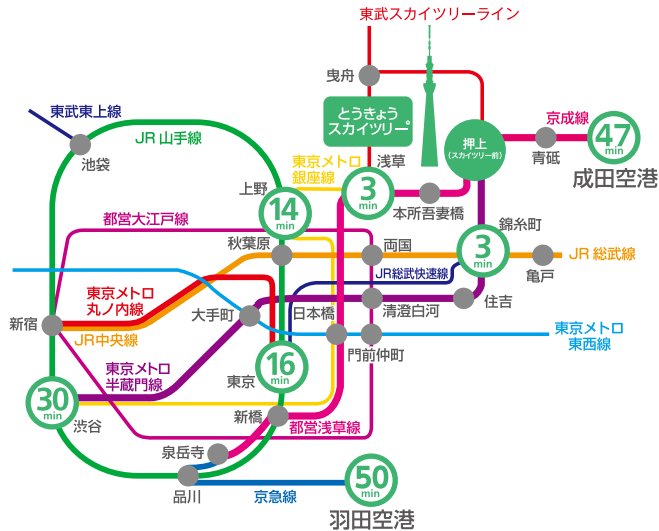 東武スカイツリーライン
曳舟
とうきょう
スカイツリー®
東武東上線
JR 山手線
池袋
押上
(スカイツリー前)
京成線
47
min
青砥
成田空港
東京メトロ
銀座線
浅草
3
min
本所吾妻橋
上野
14
min
都営大江戸線
秋葉原
両国
錦糸町
3
min
JR 総武線
亀戸
JR総武快速線
東京メトロ
丸ノ内線
大手町
日本橋
清澄白河
住吉
新宿
JR中央線
門前仲町
東京メトロ
東西線
東京メトロ
半蔵門線
東京
16
min
30
min
渋谷
新橋
都営浅草線
泉岳寺
品川
京急線
50
min
羽田空港